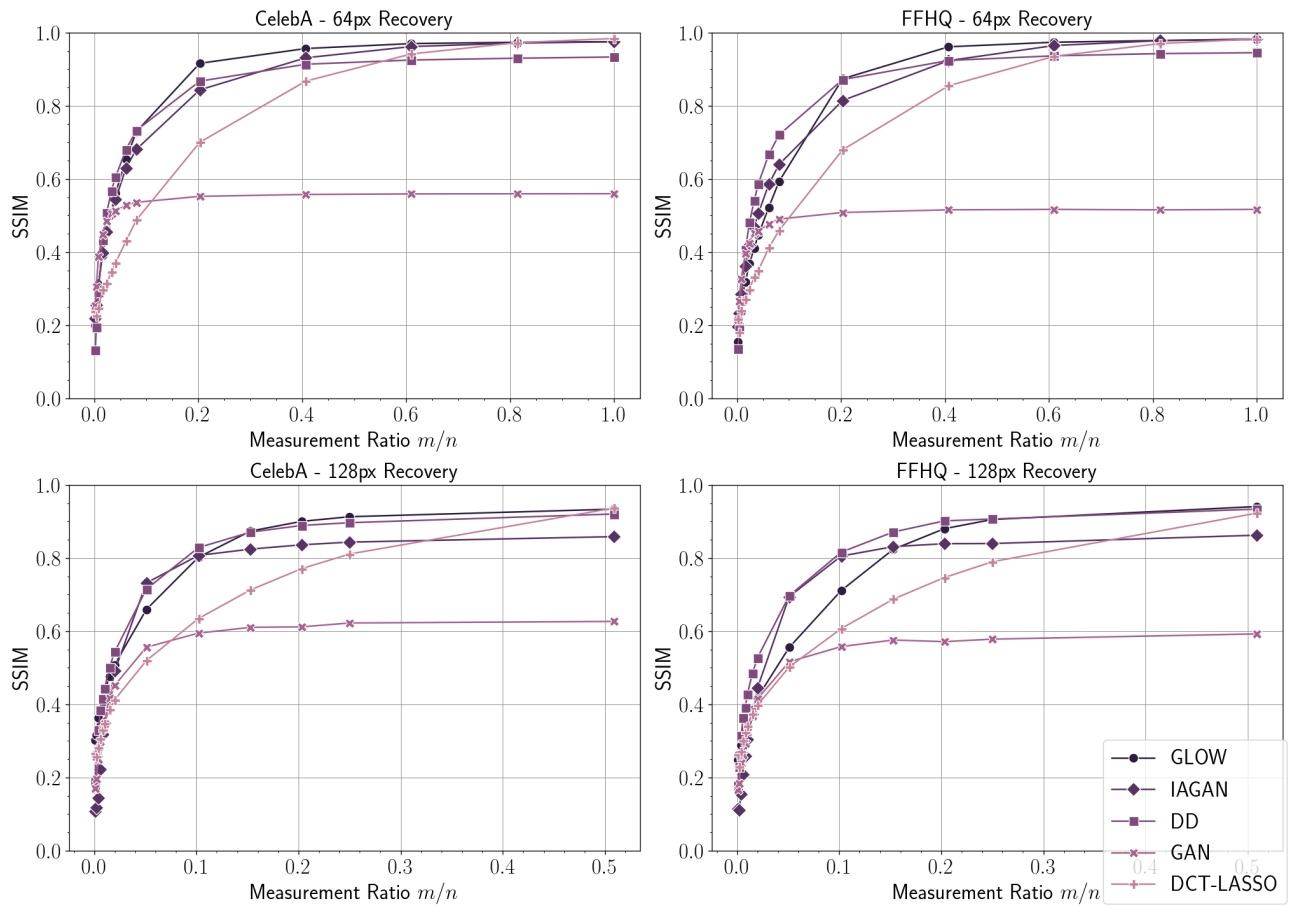 CelebA - 64px Recovery
1.0
0.8
0.6
0.4
0.2
0.0
SSIM
0.0 0.2 0.4 0.6 0.8 1.0
Measurement Ratio m/n
FFHQ - 64px Recovery
1.0
0.8
0.6
0.4
0.2
0.0
SSIM
0.0 0.2 0.4 0.6 0.8 1.0
Measurement Ratio m/n
CelebA - 128px Recovery
1.0
0.8
0.6
0.4
0.2
0.0
SSIM
0.0 0.1 0.2 0.3 0.4 0.5
Measurement Ratio m/n
FFHQ - 128px Recovery
1.0
0.8
0.6
0.4
0.2
0.0
SSIM
0.0 0.1 0.2 0.3 0.4 0.5
Measurement Ratio m/n
GLOW
IAGAN
DD
GAN
DCT-LASSO